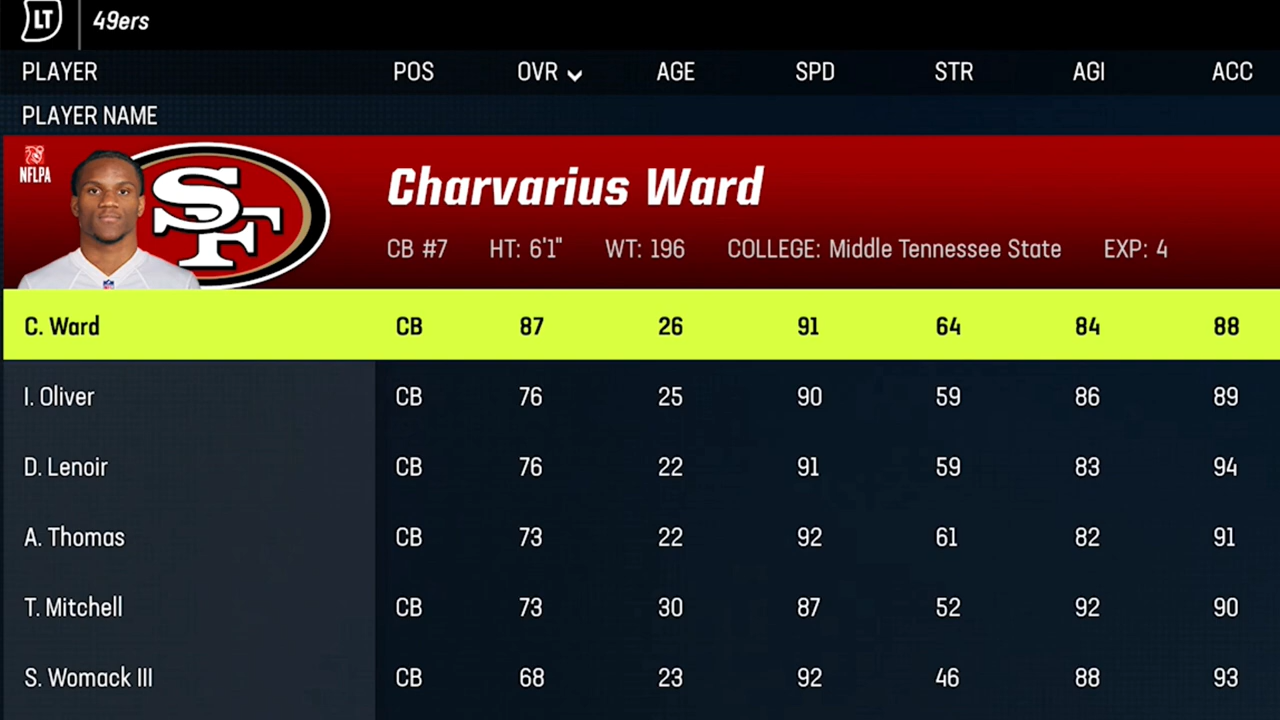 LT 49ers
PLAYER POS OVR AGE SPD STR AGI ACC
PLAYER NAME
NFLPA
SF
Charvarius Ward
CB #7 HT: 6'1" WT: 196 COLLEGE: Middle Tennessee State EXP: 4
C. Ward CB 87 26 91 64 84 88
I. Oliver CB 76 25 90 59 86 89
D. Lenoir CB 76 22 91 59 83 94
A. Thomas CB 73 22 92 61 82 91
T. Mitchell CB 73 30 87 52 92 90
S. Womack III CB 68 23 92 46 88 93